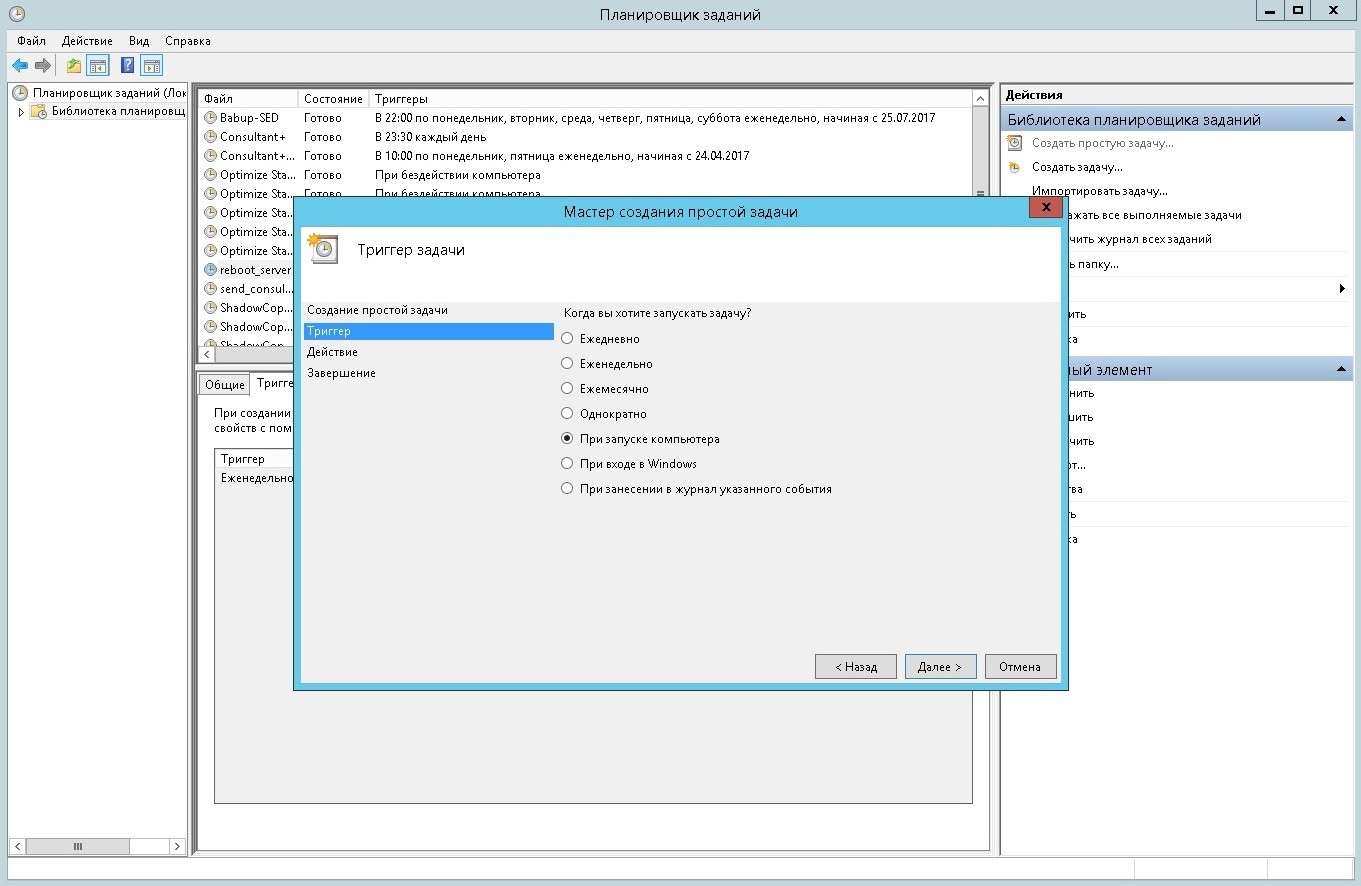 Планировщик заданий
Файл Действие Вид Справка
Планировщик заданий (Лок
Библиотека планировщ
Файл Состояние Триггеры
Babup-SED Готово В 22:00 по понедельник, вторник, среда, четверг, пятница, суббота еженедельно, начиная с 25.07.2017
Consultant+ Готово В 23:30 каждый день
Consultant+... Готово В 10:00 по понедельник, пятница еженедельно, начиная с 24.04.2017
Optimize Sta... Готово При бездействии компьютера
Optimize Sta... Готово При бездействии компьютера
Optimize Sta...
Optimize Sta...
Optimize Sta...
reboot_server
send_consul...
ShadowCop...
ShadowCop...
ShadowCop...
Общие Тригге
При создании
свойств с пом
Триггер
Еженедельно
Мастер создания простой задачи
Триггер задачи
Создание простой задачи
Триггер
Действие
Завершение
Когда вы хотите запускать задачу?
Ежедневно
Еженедельно
Ежемесячно
Однократно
При запуске компьютера
При входе в Windows
При занесении в журнал указанного события
< Назад Далее > Отмена
Действия
Библиотека планировщика заданий
Создать простую задачу...
Создать задачу...
Импортировать задачу...
ажать все выполняемые задачи
чить журнал всех заданий
ь папку...
ить
ка
ый элемент
нить
шить
чить
рт...
тва
ть
ка